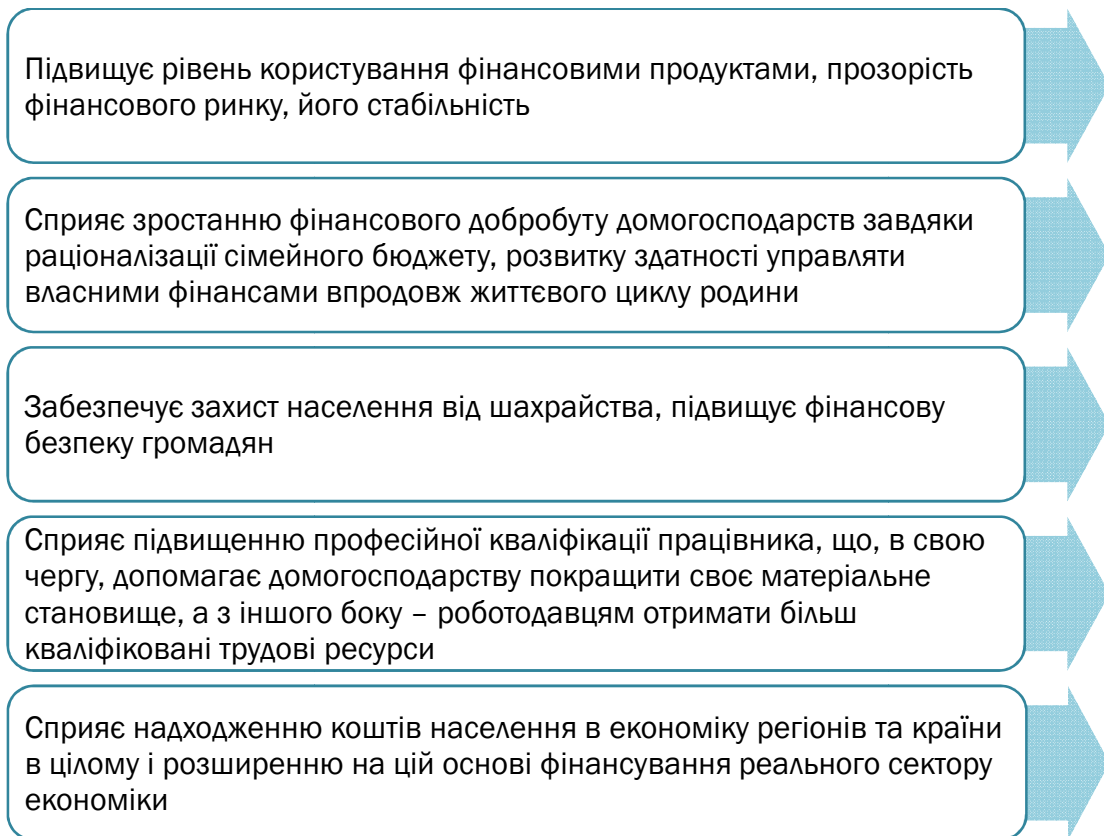 Підвищує рівень користування фінансовими продуктами, прозорість
фінансового ринку, його стабільність
Сприяє зростанню фінансового добробуту домогосподарств завдяки
раціоналізації сімейного бюджету, розвитку здатності управляти
власними фінансами впродовж життєвого циклу родини
Забезпечує захист населення від шахрайства, підвищує фінансову
безпеку громадян
Сприяє підвищенню професійної кваліфікації працівника, що, в свою
чергу, допомагає домогосподарству покращити своє матеріальне
становище, а з іншого боку – роботодавцям отримати більш
кваліфіковані трудові ресурси
Сприяє надходженню коштів населення в економіку регіонів та країни
в цілому і розширенню на цій основі фінансування реального сектору
економіки